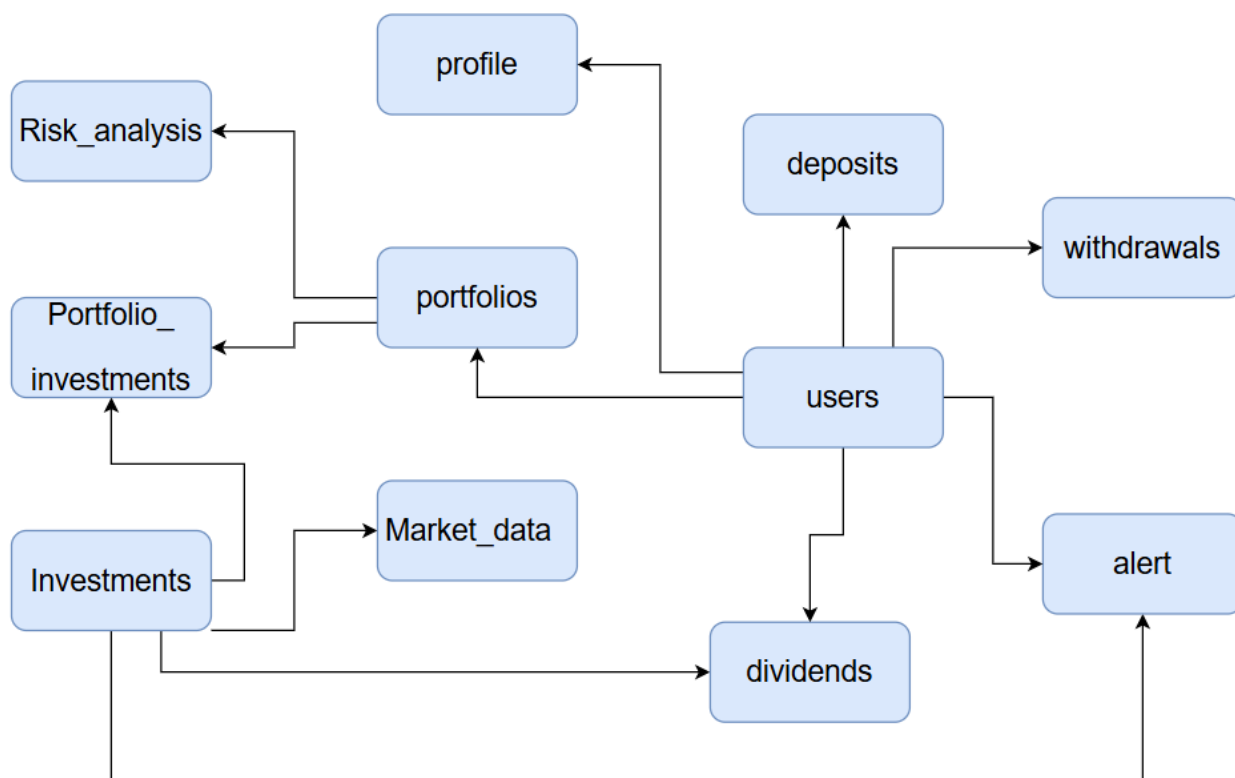 profile
Risk_analysis
deposits
withdrawals
portfolios
Portfolio_
investments
users
Market_data
Investments
alert
dividends